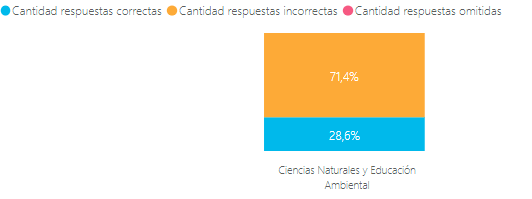 Cantidad respuestas correctas Cantidad respuestas incorrectas Cantidad respuestas omitidas
71,4%
28,6%
Ciencias Naturales y Educación
Ambiental